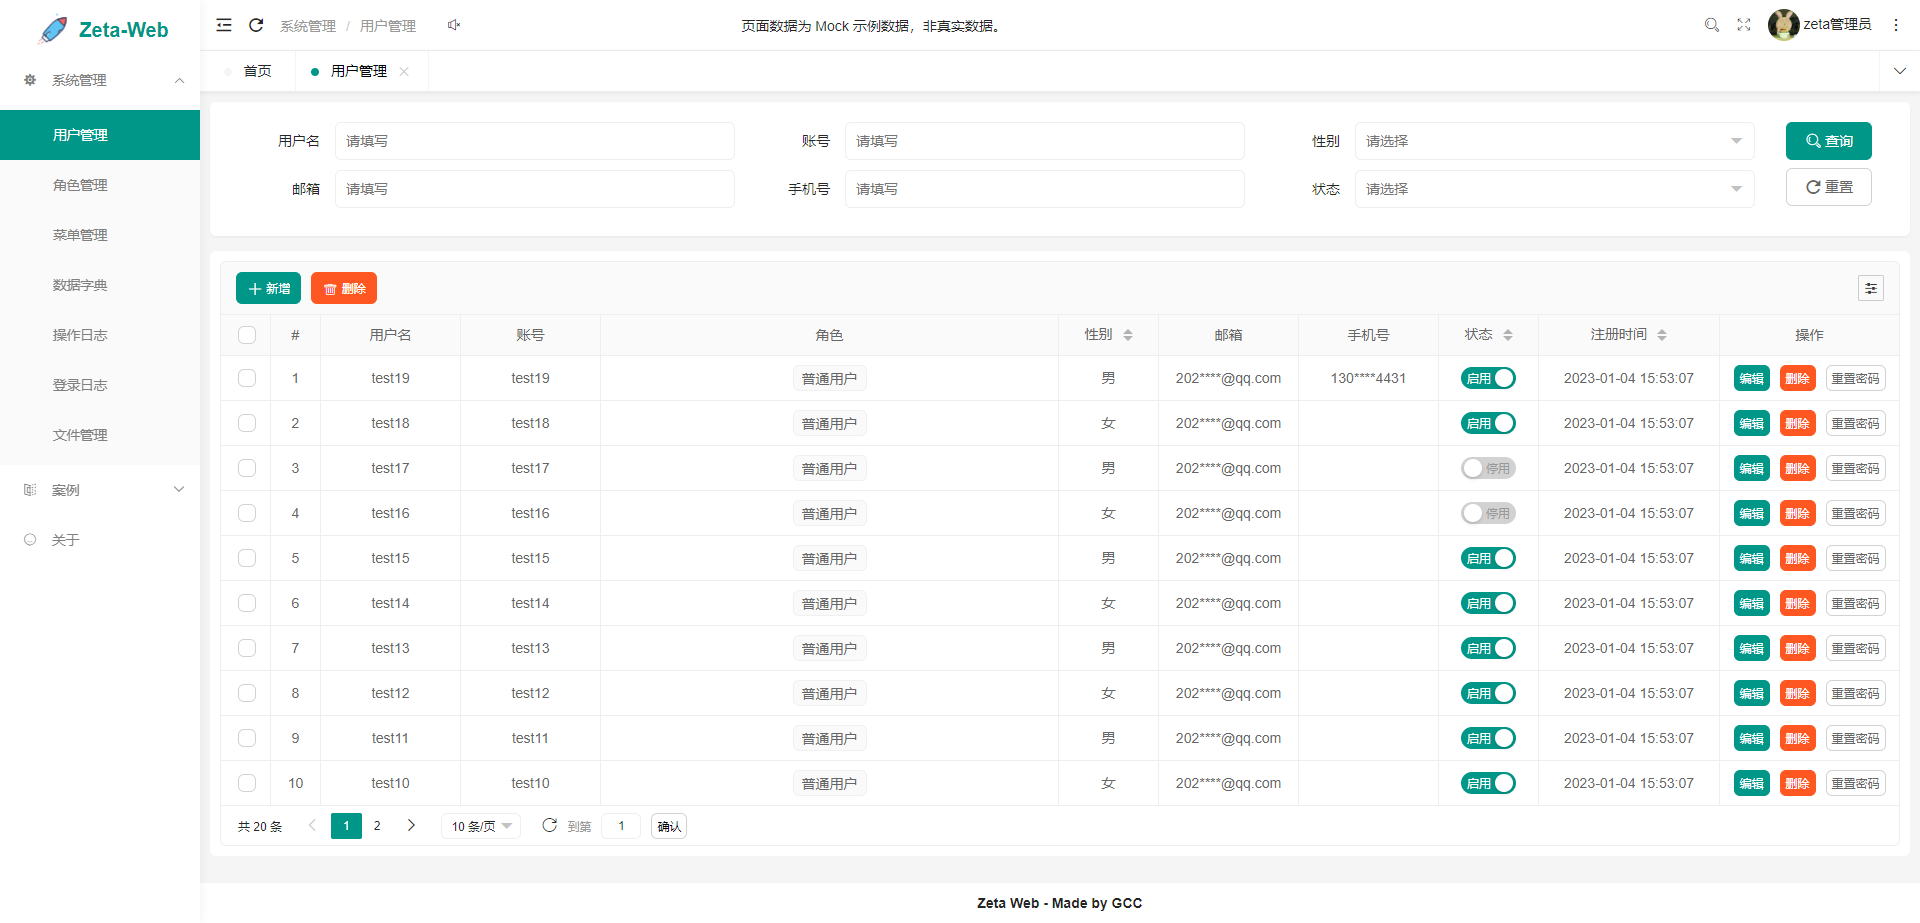 Zeta-Web
系统管理 / 用户管理
页面数据为 Mock 示例数据，非真实数据。
zeta管理员
首页
用户管理
系统管理
用户管理
角色管理
菜单管理
数据字典
操作日志
登录日志
文件管理
案例
关于
用户名 请填写 账号 请填写 性别 请选择 查询
邮箱 请填写 手机号 请填写 状态 请选择 重置
新增 删除
# 用户名 账号 角色 性别 邮箱 手机号 状态 注册时间 操作
1 test19 test19 普通用户 男 202****@qq.com 130****4431 启用 2023-01-04 15:53:07 编辑 删除 重置密码
2 test18 test18 普通用户 女 202****@qq.com 启用 2023-01-04 15:53:07 编辑 删除 重置密码
3 test17 test17 普通用户 男 202****@qq.com 停用 2023-01-04 15:53:07 编辑 删除 重置密码
4 test16 test16 普通用户 女 202****@qq.com 停用 2023-01-04 15:53:07 编辑 删除 重置密码
5 test15 test15 普通用户 男 202****@qq.com 启用 2023-01-04 15:53:07 编辑 删除 重置密码
6 test14 test14 普通用户 女 202****@qq.com 启用 2023-01-04 15:53:07 编辑 删除 重置密码
7 test13 test13 普通用户 男 202****@qq.com 启用 2023-01-04 15:53:07 编辑 删除 重置密码
8 test12 test12 普通用户 女 202****@qq.com 启用 2023-01-04 15:53:07 编辑 删除 重置密码
9 test11 test11 普通用户 男 202****@qq.com 启用 2023-01-04 15:53:07 编辑 删除 重置密码
10 test10 test10 普通用户 女 202****@qq.com 启用 2023-01-04 15:53:07 编辑 删除 重置密码
共 20 条 1 2 10 条/页 到第 1 确认
Zeta Web - Made by GCC